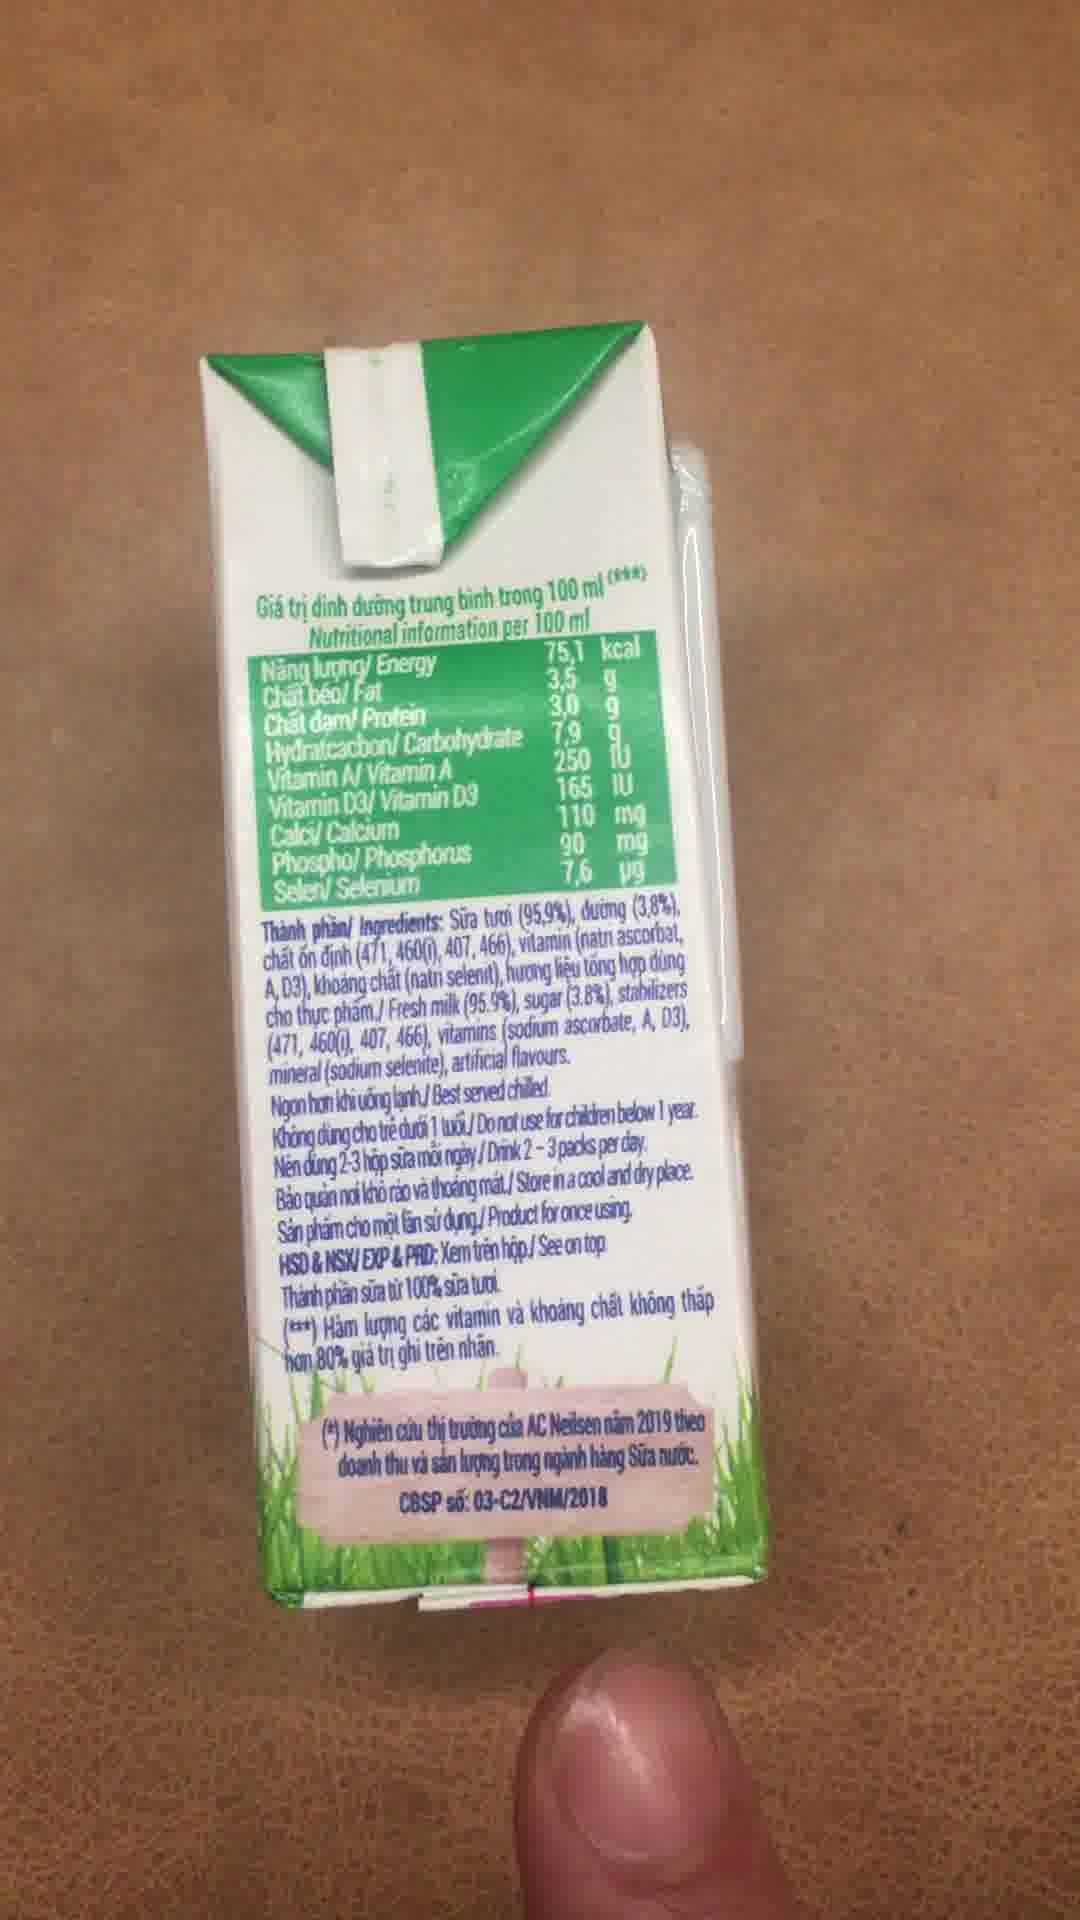 Giá trị dinh dưỡng trung bình trong 100 ml (***)
Nutritional information per 100 ml
Năng lượng/ Energy 75,1 kcal
Chất béo/ Fat 3,5 g
Chất đạm/ Protein 3,0 g
Hydratcacbon/ Carbohydrate 7,9 g
Vitamin A/ Vitamin A 250 IU
Vitamin D3/ Vitamin D3 165 IU
Calci/ Calcium 110 mg
Phospho/ Phosphorus 90 mg
Selen/ Selenium 7,6 µg
Thành phần/ Ingredients: Sữa tươi (95,9%), đường (3,8%),
chất ổn định (471, 460(i), 407, 466), vitamin (natri ascorbat,
A, D3), khoáng chất (natri selenit), hương liệu tổng hợp dùng
cho thực phẩm./ Fresh milk (95.9%), sugar (3.8%), stabilizers
(471, 460(i), 407, 466), vitamins (sodium ascorbate, A, D3),
mineral (sodium selenite), artificial flavours.
Ngon hơn khi uống lạnh./ Best served chilled.
Không dùng cho trẻ dưới 1 tuổi./ Do not use for children below 1 year.
Nên dùng 2-3 hộp sữa mỗi ngày./ Drink 2 - 3 packs per day.
Bảo quản nơi khô ráo và thoáng mát./ Store in a cool and dry place.
Sản phẩm cho một lần sử dụng./ Product for once using.
HSD & NSX/ EXP & PRD: Xem trên hộp./ See on top
Thành phần sữa từ 100% sữa tươi.
(***) Hàm lượng các vitamin và khoáng chất không thấp
hơn 80% giá trị ghi trên nhãn.
(*) Nghiên cứu thị trường của AC Neilsen năm 2019 theo
doanh thu và sản lượng trong ngành hàng Sữa nước.
CBSP số: 03-C2/VNM/2018